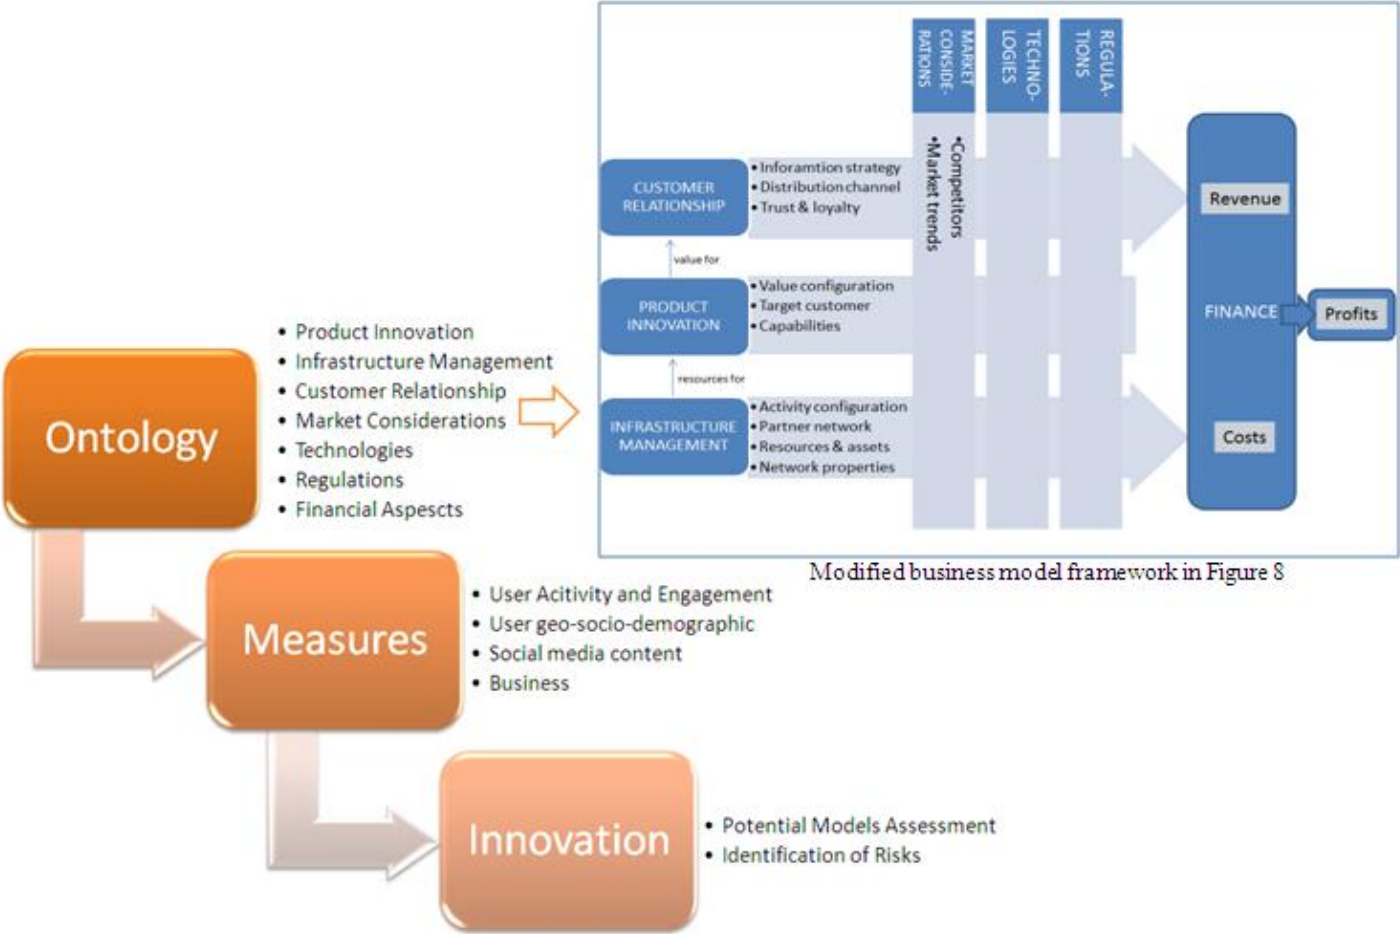 MARKET
CONSIDE-
RATIONS
TECHNO-
LOGIES
REGULA-
TIONS
•Competitors
•Market trends
CUSTOMER
RELATIONSHIP
• Inforamtion strategy
• Distribution channel
• Trust & loyalty
value for
PRODUCT
INNOVATION
• Value configuration
• Target customer
• Capabilities
resources for
INFRASTRUCTURE
MANAGEMENT
• Activity configuration
• Partner network
• Resources & assets
• Network properties
Revenue
FINANCE
Profits
Costs
Modified business model framework in Figure 8
Ontology
• Product Innovation
• Infrastructure Management
• Customer Relationship
• Market Considerations
• Technologies
• Regulations
• Financial Aspescts
Measures
• User Acitivity and Engagement
• User geo-socio-demographic
• Social media content
• Business
Innovation
• Potential Models Assessment
• Identification of Risks